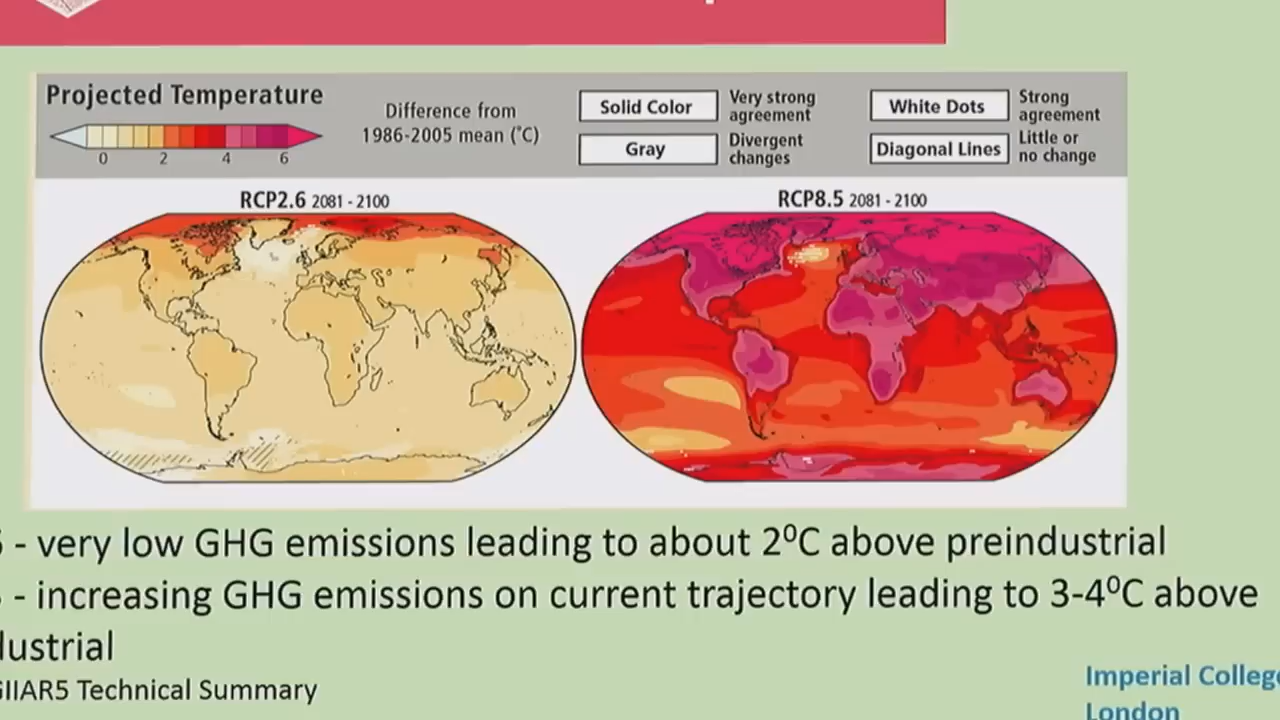 Projected Temperature
Difference from
1986-2005 mean (°C)
0 2 4 6
Solid Color
Very strong
agreement
White Dots
Strong
agreement
Gray
Divergent
changes
Diagonal Lines
Little or
no change
RCP2.6 2081 - 2100
RCP8.5 2081 - 2100
- very low GHG emissions leading to about 2⁰C above preindustrial
- increasing GHG emissions on current trajectory leading to 3-4⁰C above
dustrial
GIIAR5 Technical Summary
Imperial College
London